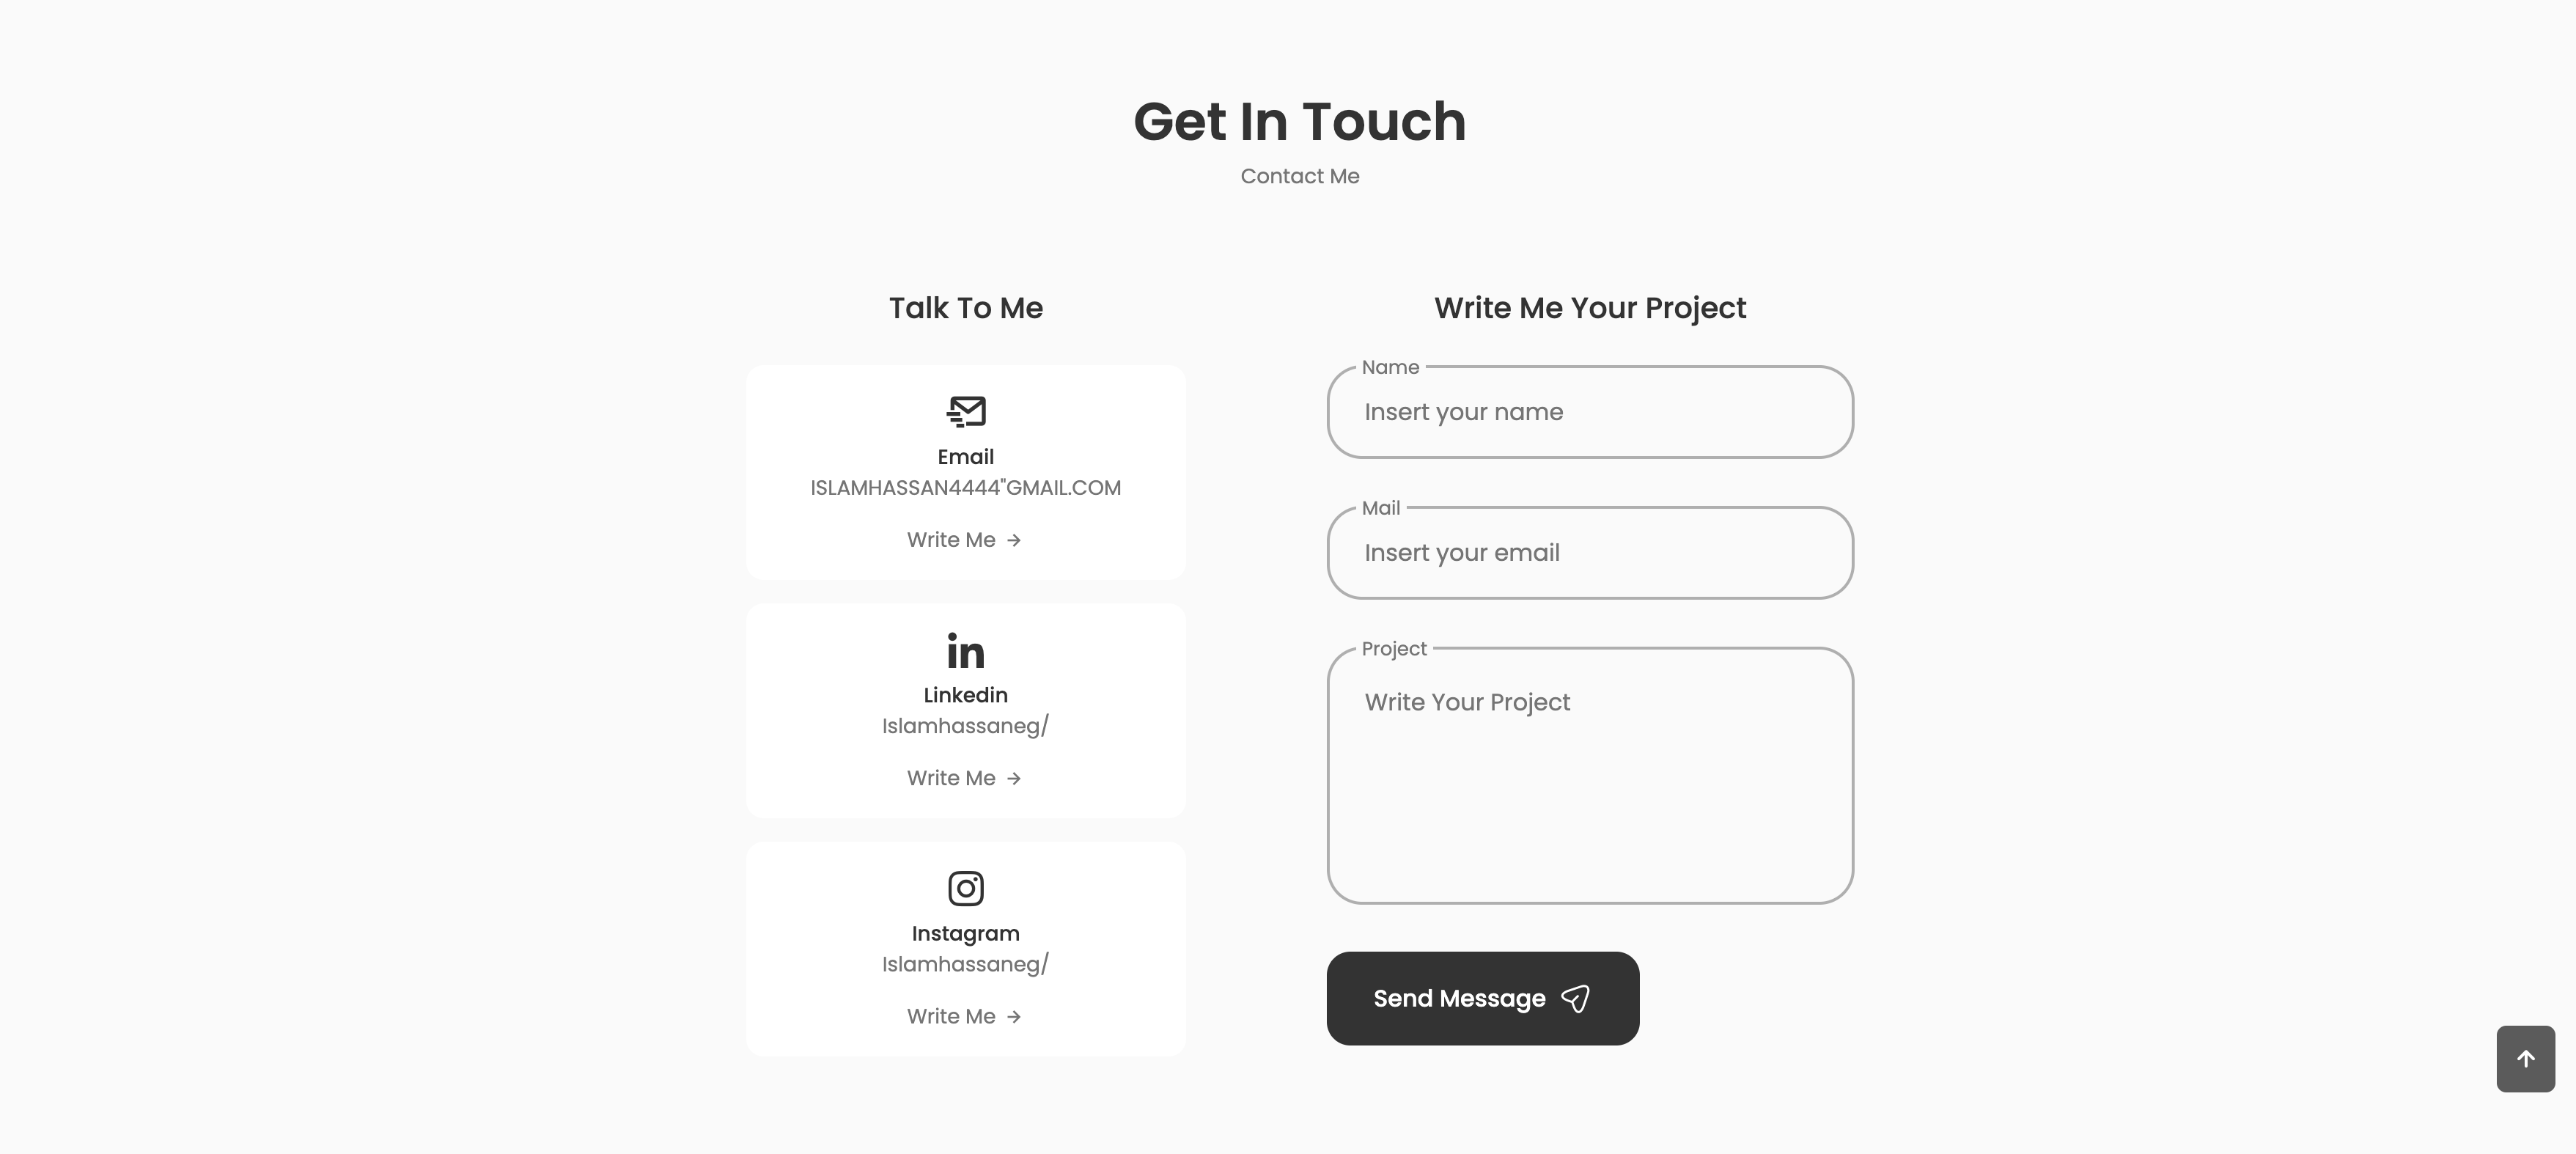 Get In Touch
Contact Me
Talk To Me
Email
ISLAMHASSAN4444"GMAIL.COM
Write Me
in
Linkedin
Islamhassaneg/
Write Me
Instagram
Islamhassaneg/
Write Me
Write Me Your Project
Name
Insert your name
Mail
Insert your email
Project
Write Your Project
Send Message